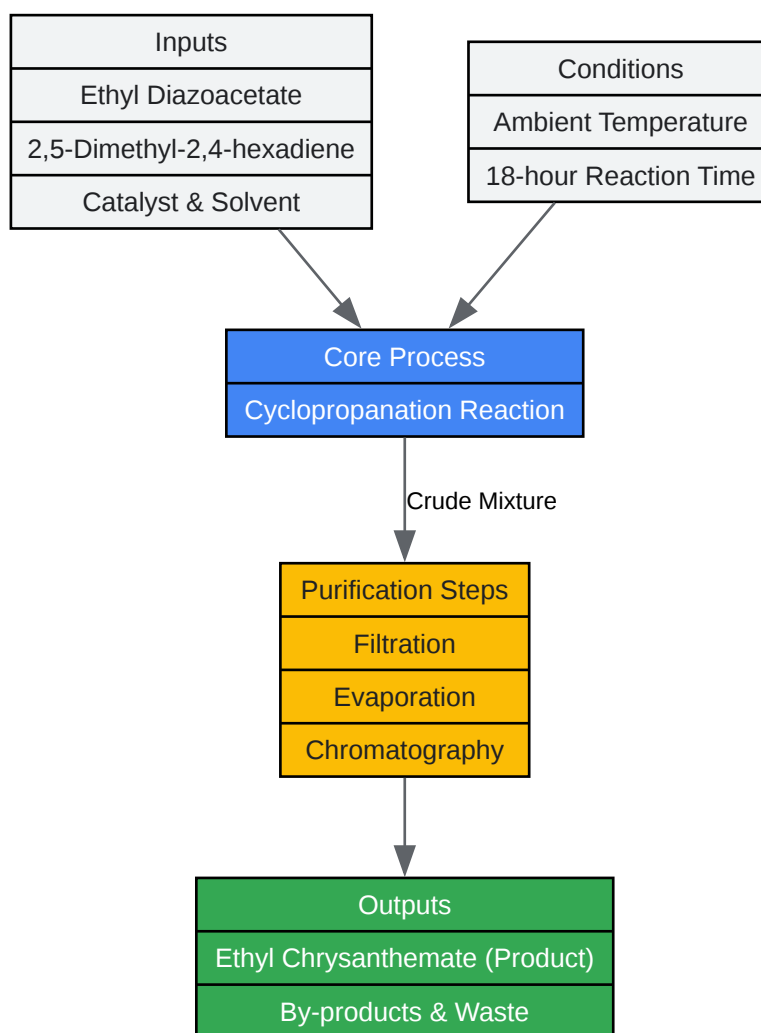 Inputs
Ethyl Diazoacetate
2,5-Dimethyl-2,4-hexadiene
Catalyst & Solvent
Conditions
Ambient Temperature
18-hour Reaction Time
Core Process
Cyclopropanation Reaction
Crude Mixture
Purification Steps
Filtration
Evaporation
Chromatography
Outputs
Ethyl Chrysanthemate (Product)
By-products & Waste